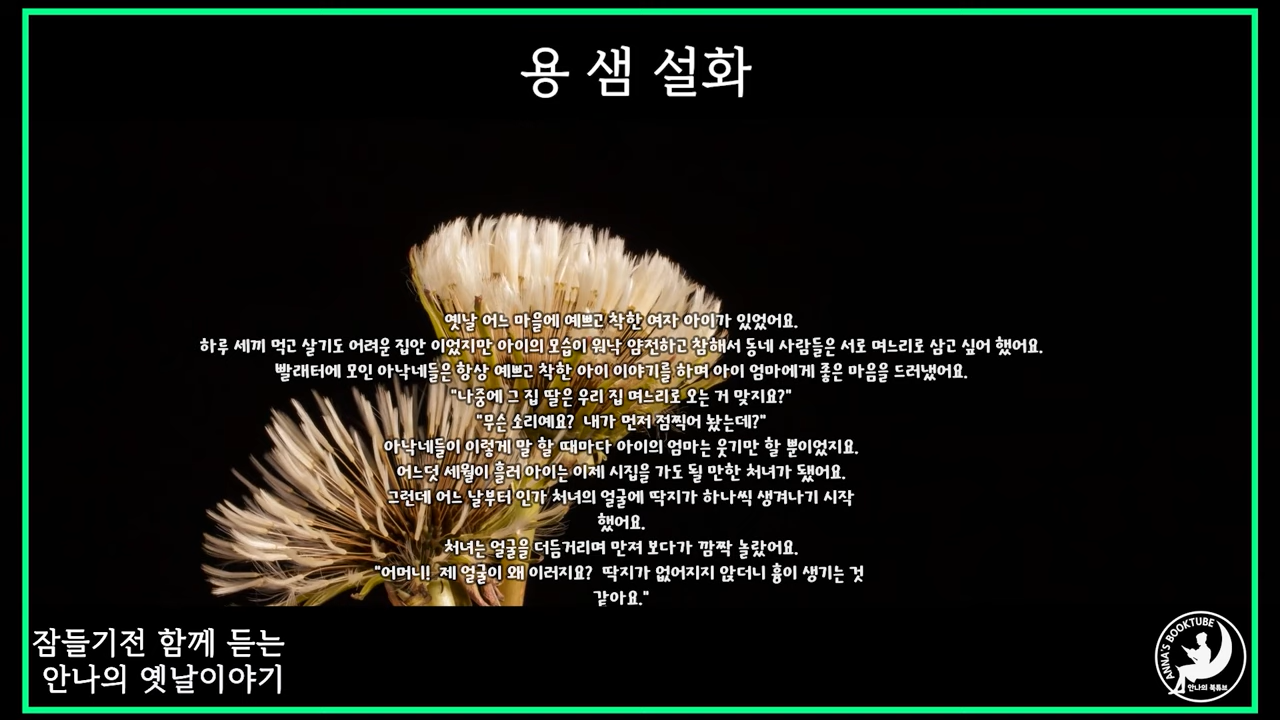 용 샘 설화
옛날 어느 마을에 예쁘고 착한 여자 아이가 있었어요.
하루 세끼 먹고 살기도 어려운 집안 이었지만 아이의 모습이 워낙 얌전하고 참해서 동네 사람들은 서로 며느리로 삼고 싶어 했어요.
빨래터에 모인 아낙네들은 항상 예쁘고 착한 아이 이야기를 하며 아이 엄마에게 좋은 마음을 드러냈어요.
"나중에 그 집 딸은 우리 집 며느리로 오는 거 맞지요?"
"무슨 소리예요? 내가 먼저 점찍어 놨는데?"
아낙네들이 이렇게 말 할 때마다 아이의 엄마는 웃기만 할 뿐이었지요.
어느덧 세월이 흘러 아이는 이제 시집을 가도 될 만한 처녀가 됐어요.
그런데 어느 날부터 인가 처녀의 얼굴에 딱지가 하나씩 생겨나기 시작
했어요.
처녀는 얼굴을 더듬거리며 만져 보다가 깜짝 놀랐어요.
"어머니! 제 얼굴이 왜 이러지요? 딱지가 없어지지 않더니 흉이 생기는 것
같아요."
잠들기전 함께 듣는
안나의 옛날이야기
ANNA'S BOOKTUBE
안나의 북튜브